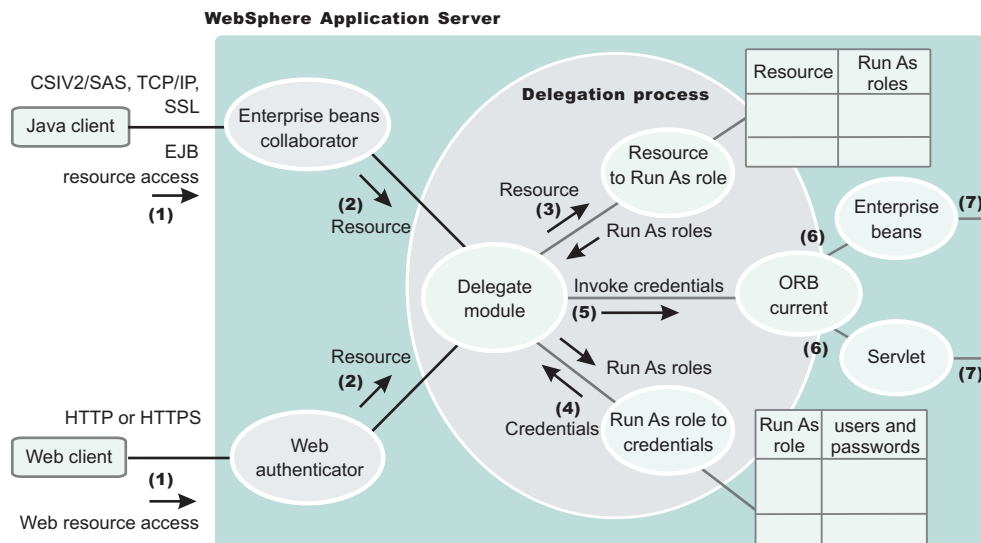 WebSphere Application Server
CSIV2/SAS, TCP/IP,
SSL
Java client
EJB
resource access
(1)
Enterprise beans
collaborator
(2)
Resource
Delegation process
Resource
to Run As role
Resource
(3)
Run As roles
Resource
Run As
roles
Delegate
module
Invoke credentials
(5)
ORB
current
(6)
Enterprise
beans
(7)
(6)
Servlet
(7)
Resource
(2)
Run As roles
(4)
Credentials
Run As role to
credentials
Run As
role
users and
passwords
HTTP or HTTPS
Web client
(1)
Web resource access
Web
authenticator